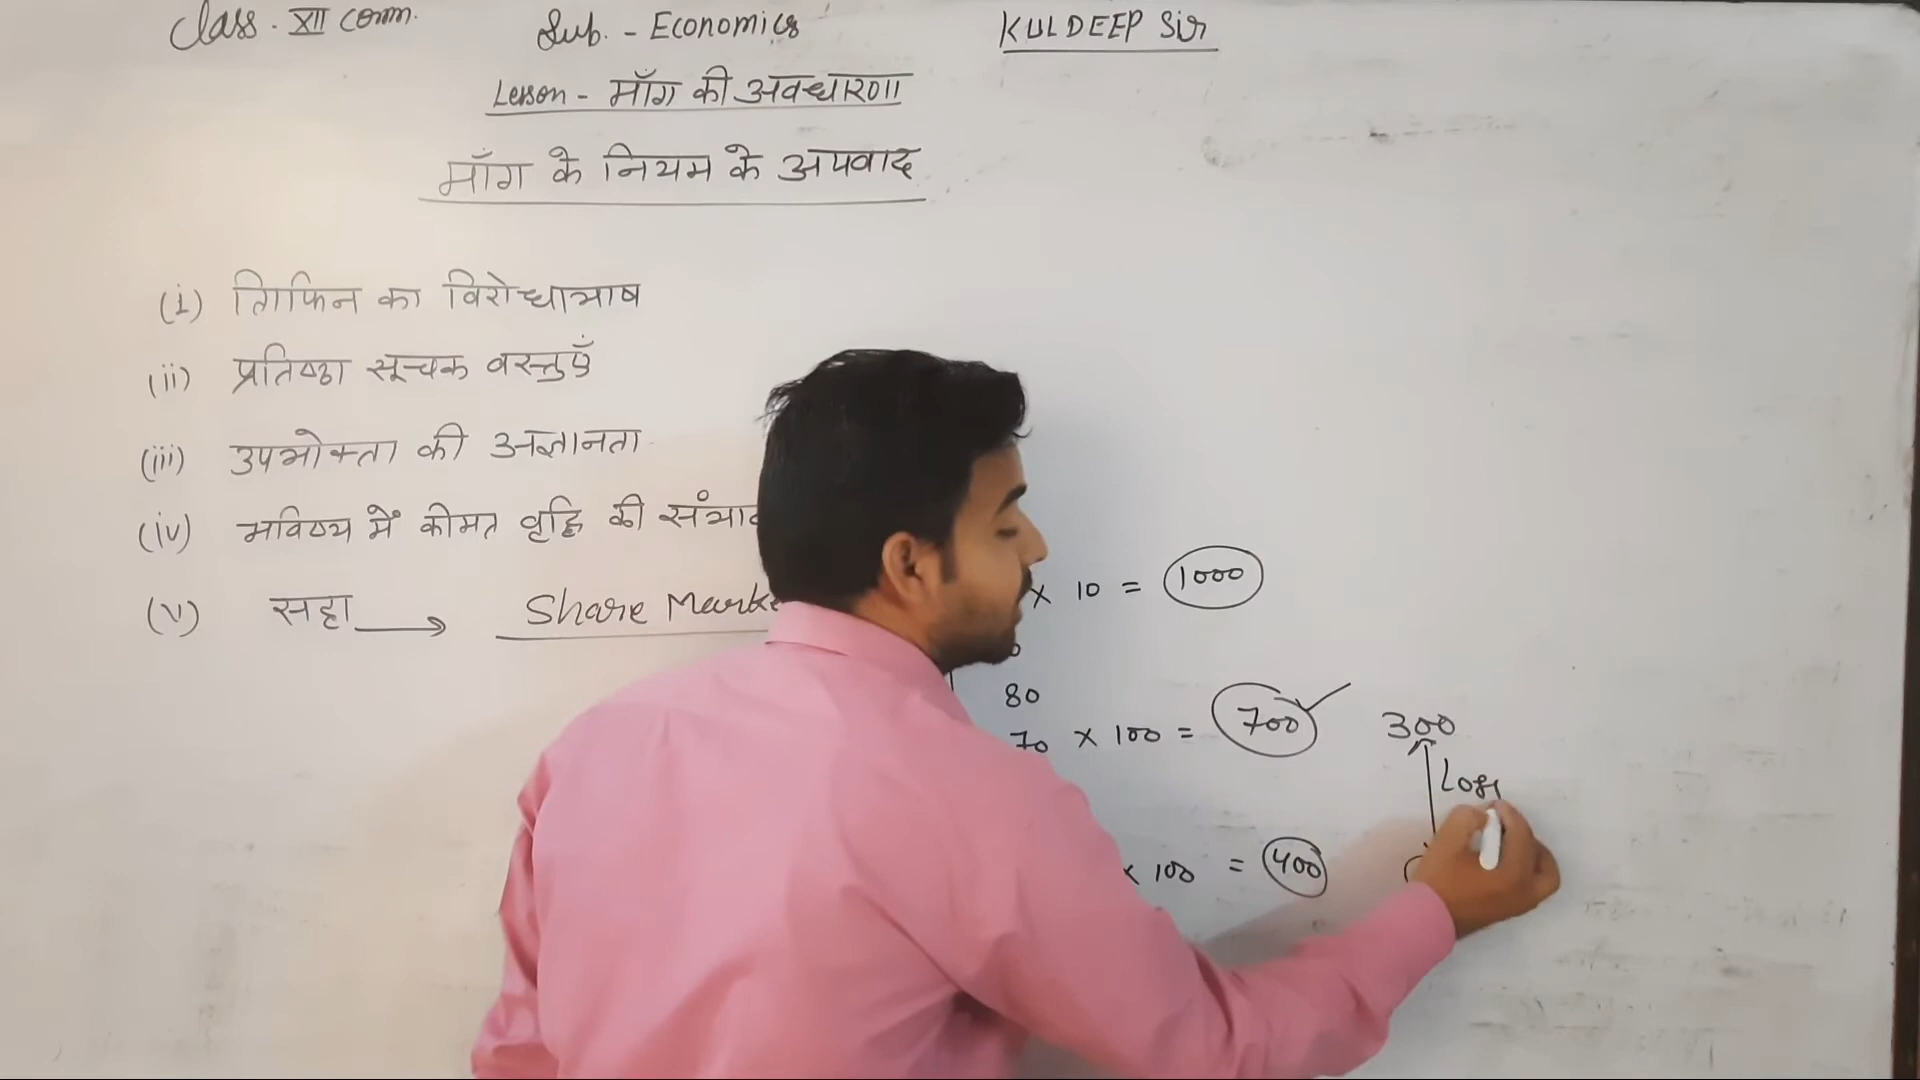 Class. XII comm. Sub. - Economics KULDEEP Sir
Lesson - माँग की अवधारणा
माँग के नियम के अपवाद
(i) गिफिन का विरोधाभाष
(ii) प्रतिष्ठा सूचक वस्तुएँ
(iii) उपभोक्ता की अज्ञानता
(iv) भविष्य में कीमत वृद्धि की
x 10 = 1000
(v) सट्टा → Share
80
70 x 100 = 700 ✓ 300
Loss
x 100 = 400